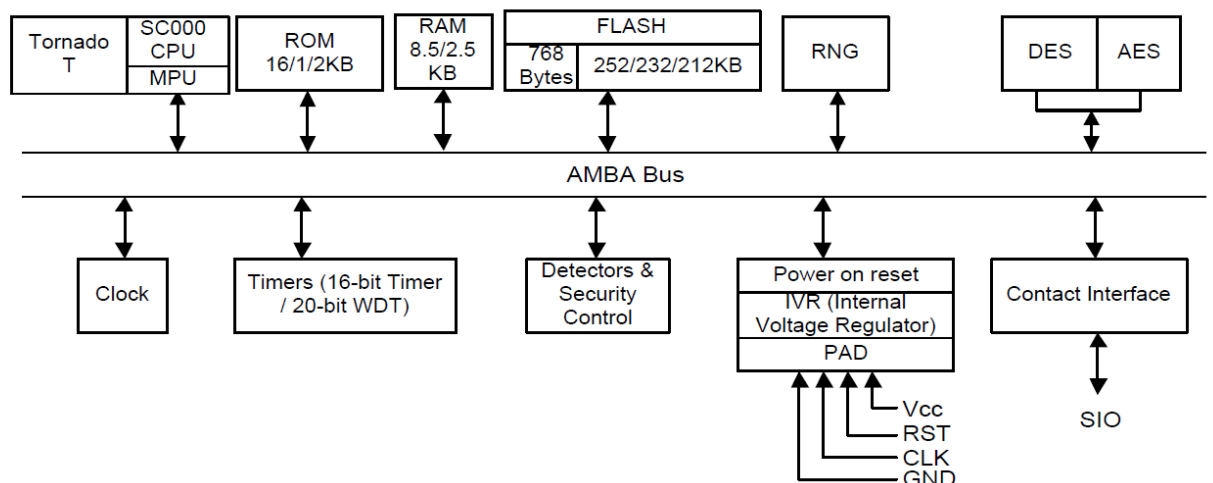 Tornado
T
SC000
CPU
MPU
ROM
16/1/2KB
RAM
8.5/2.5
KB
FLASH
768
Bytes
252/232/212KB
RNG
DES
AES
AMBA Bus
Clock
Timers (16-bit Timer
/ 20-bit WDT)
Detectors &
Security
Control
Power on reset
IVR (Internal
Voltage Regulator)
PAD
Contact Interface
Vcc
RST
CLK
GND
SIO